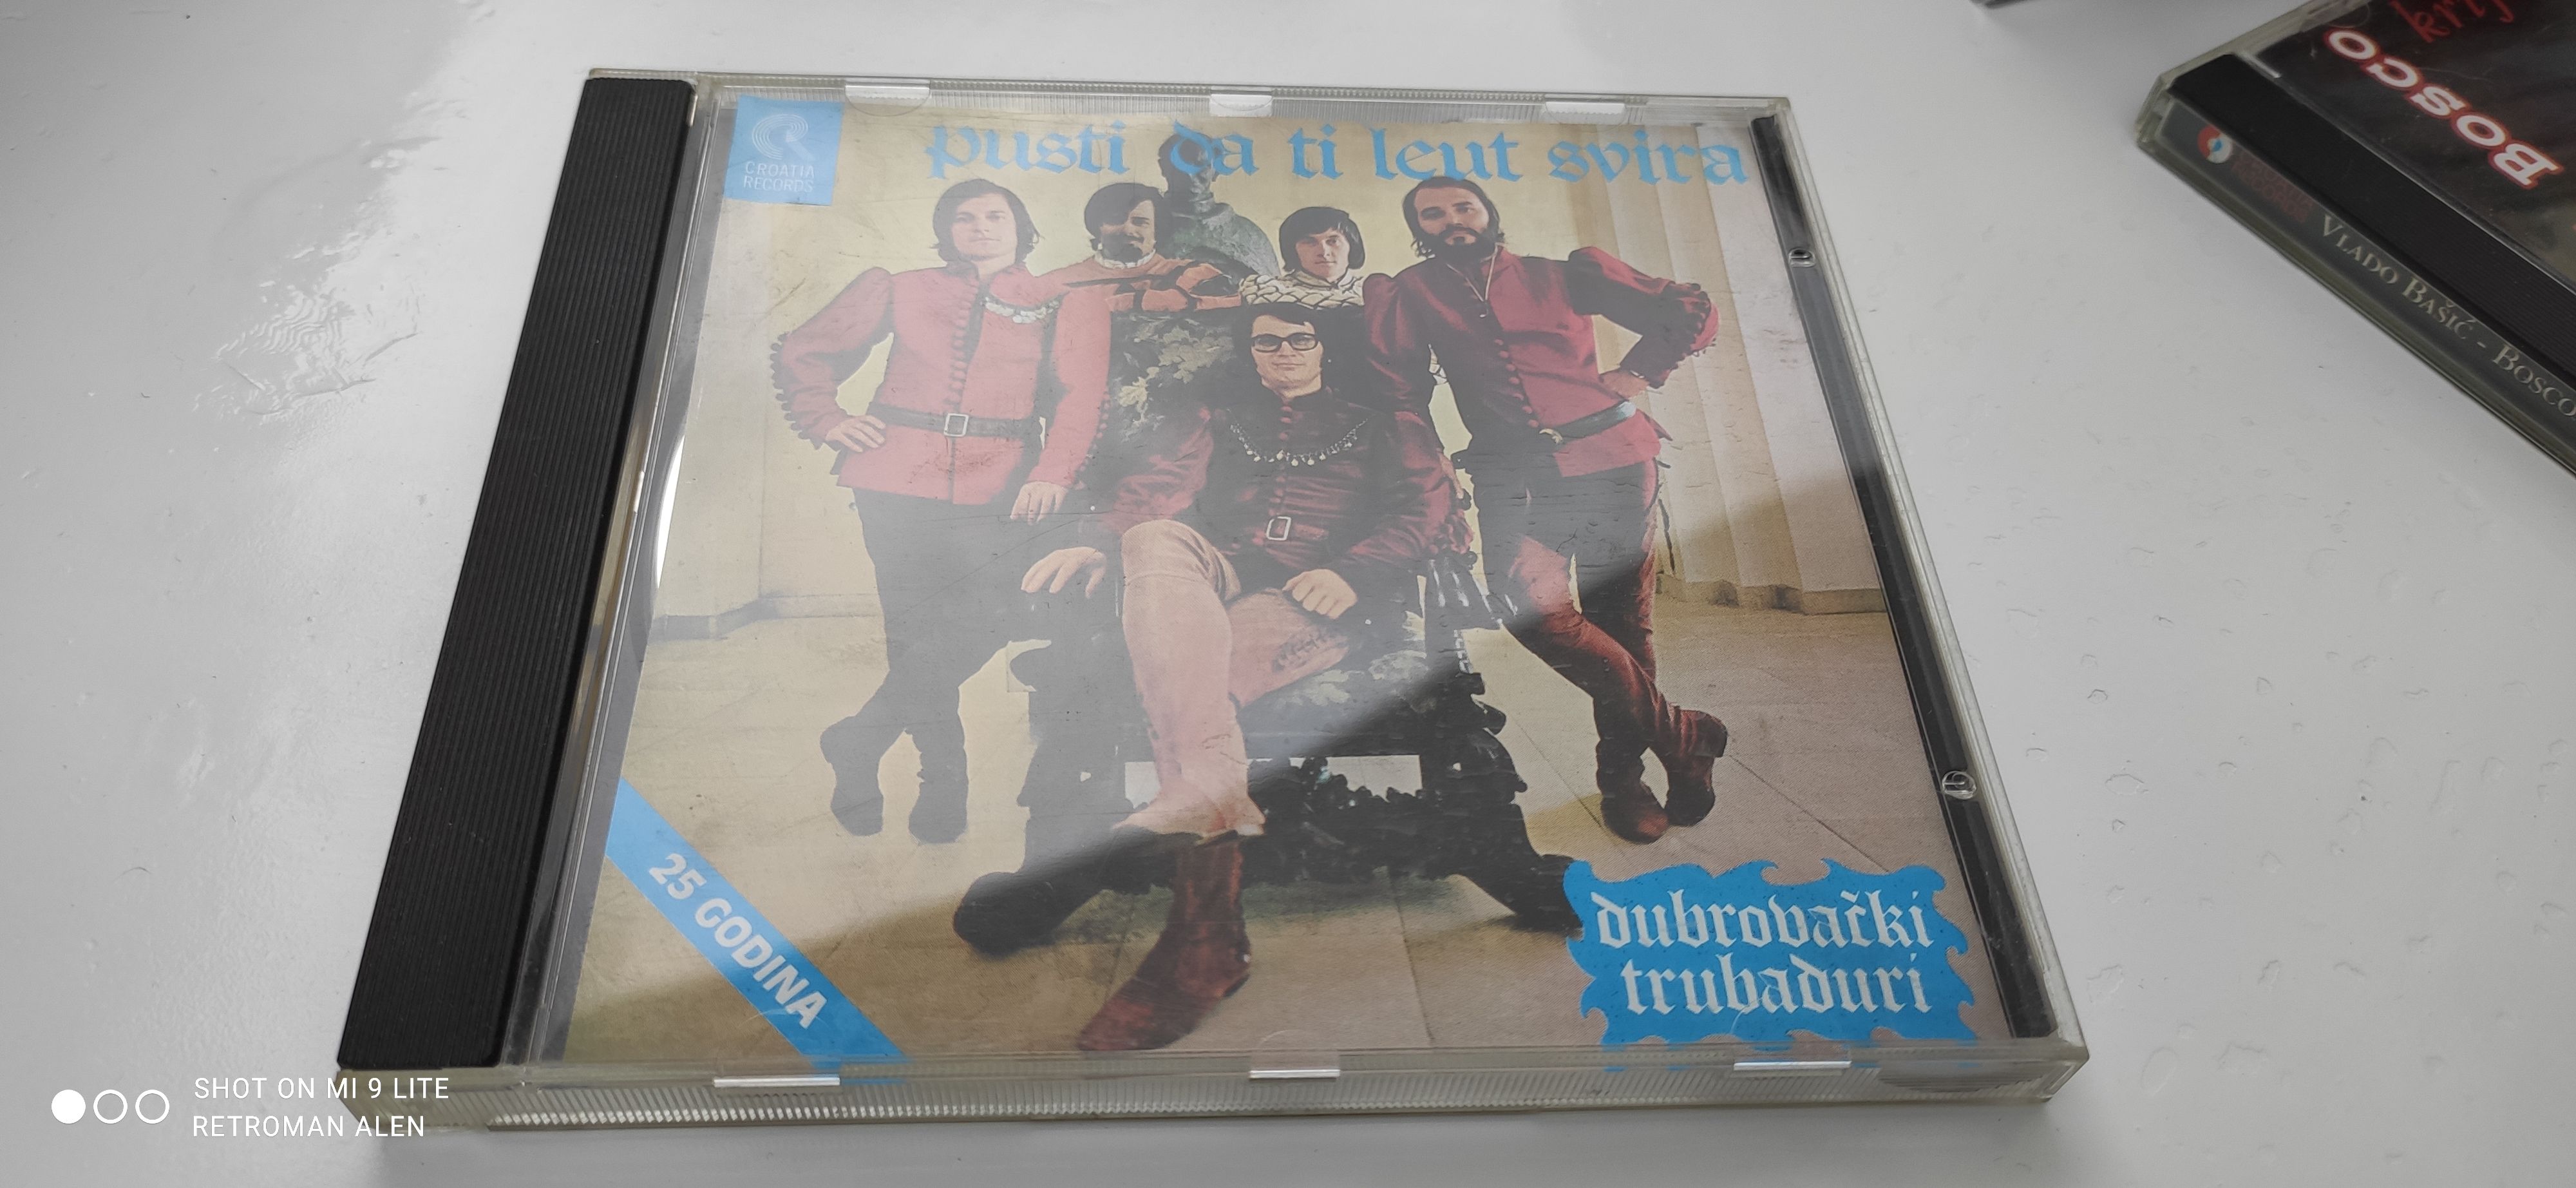 CROATIA
RECORDS
pusti da ti leut svira
25 GODINA
dubrovački
trubaduri
BOSCO
VLADO BAŠIĆ - BOSCO
SHOT ON MI 9 LITE
RETROMAN ALEN